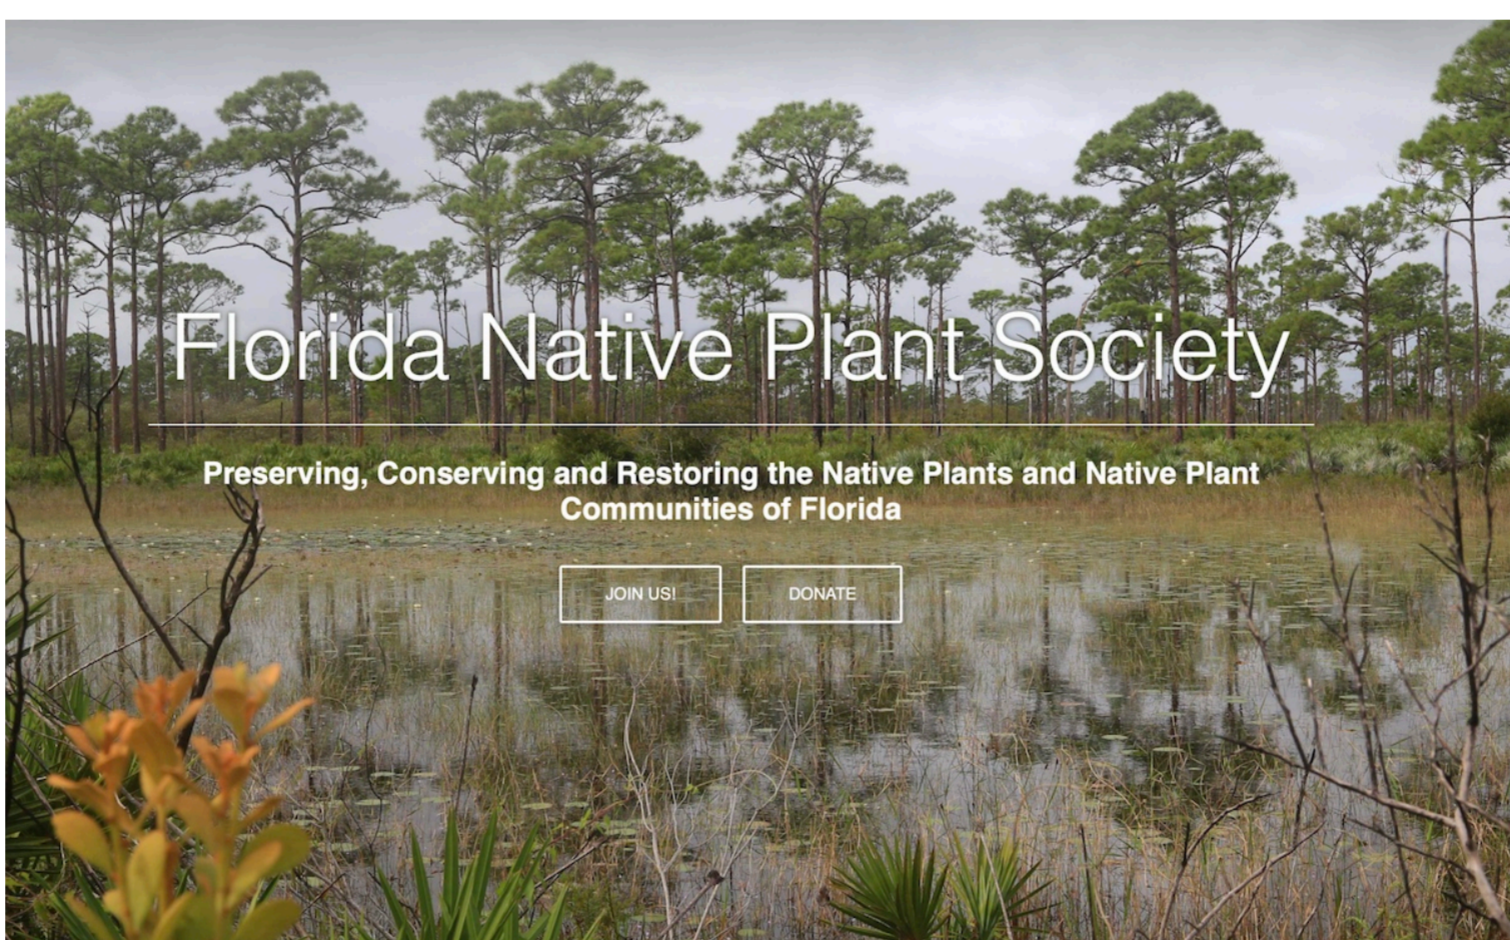 Florida Native Plant Society
Preserving, Conserving and Restoring the Native Plants and Native Plant
Communities of Florida
JOIN US!
DONATE